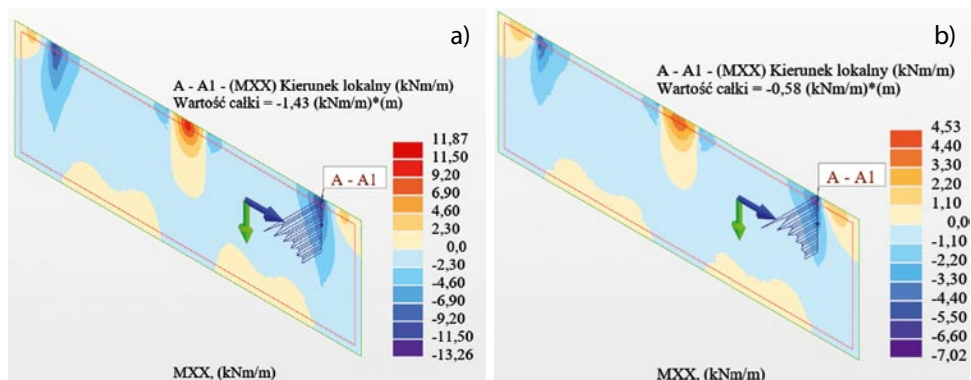 a)
A - A1 - (MXX) Kierunek lokalny (kNm/m)
Wartość całki = -1,43 (kNm/m)*(m)
11,87
11,50
9,20
6,90
4,60
2,30
0,0
-2,30
-4,60
-6,90
-9,20
-11,50
-13,26
A - A1
MXX, (kNm/m)
b)
A - A1 - (MXX) Kierunek lokalny (kNm/m)
Wartość całki = -0,58 (kNm/m)*(m)
4,53
4,40
3,30
2,20
1,10
0,0
-1,10
-2,20
-3,30
-4,40
-5,50
-6,60
-7,02
A - A1
MXX, (kNm/m)